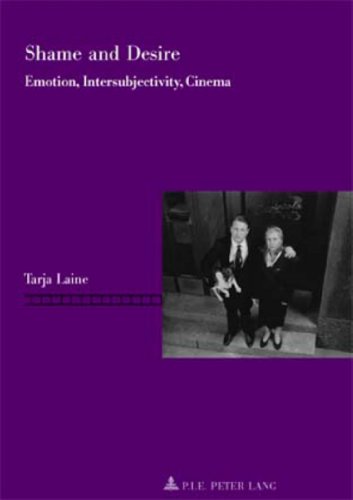 Shame and Desire
Emotion, Intersubjectivity, Cinema
Tarja Laine
P.I.E. PETER LANG